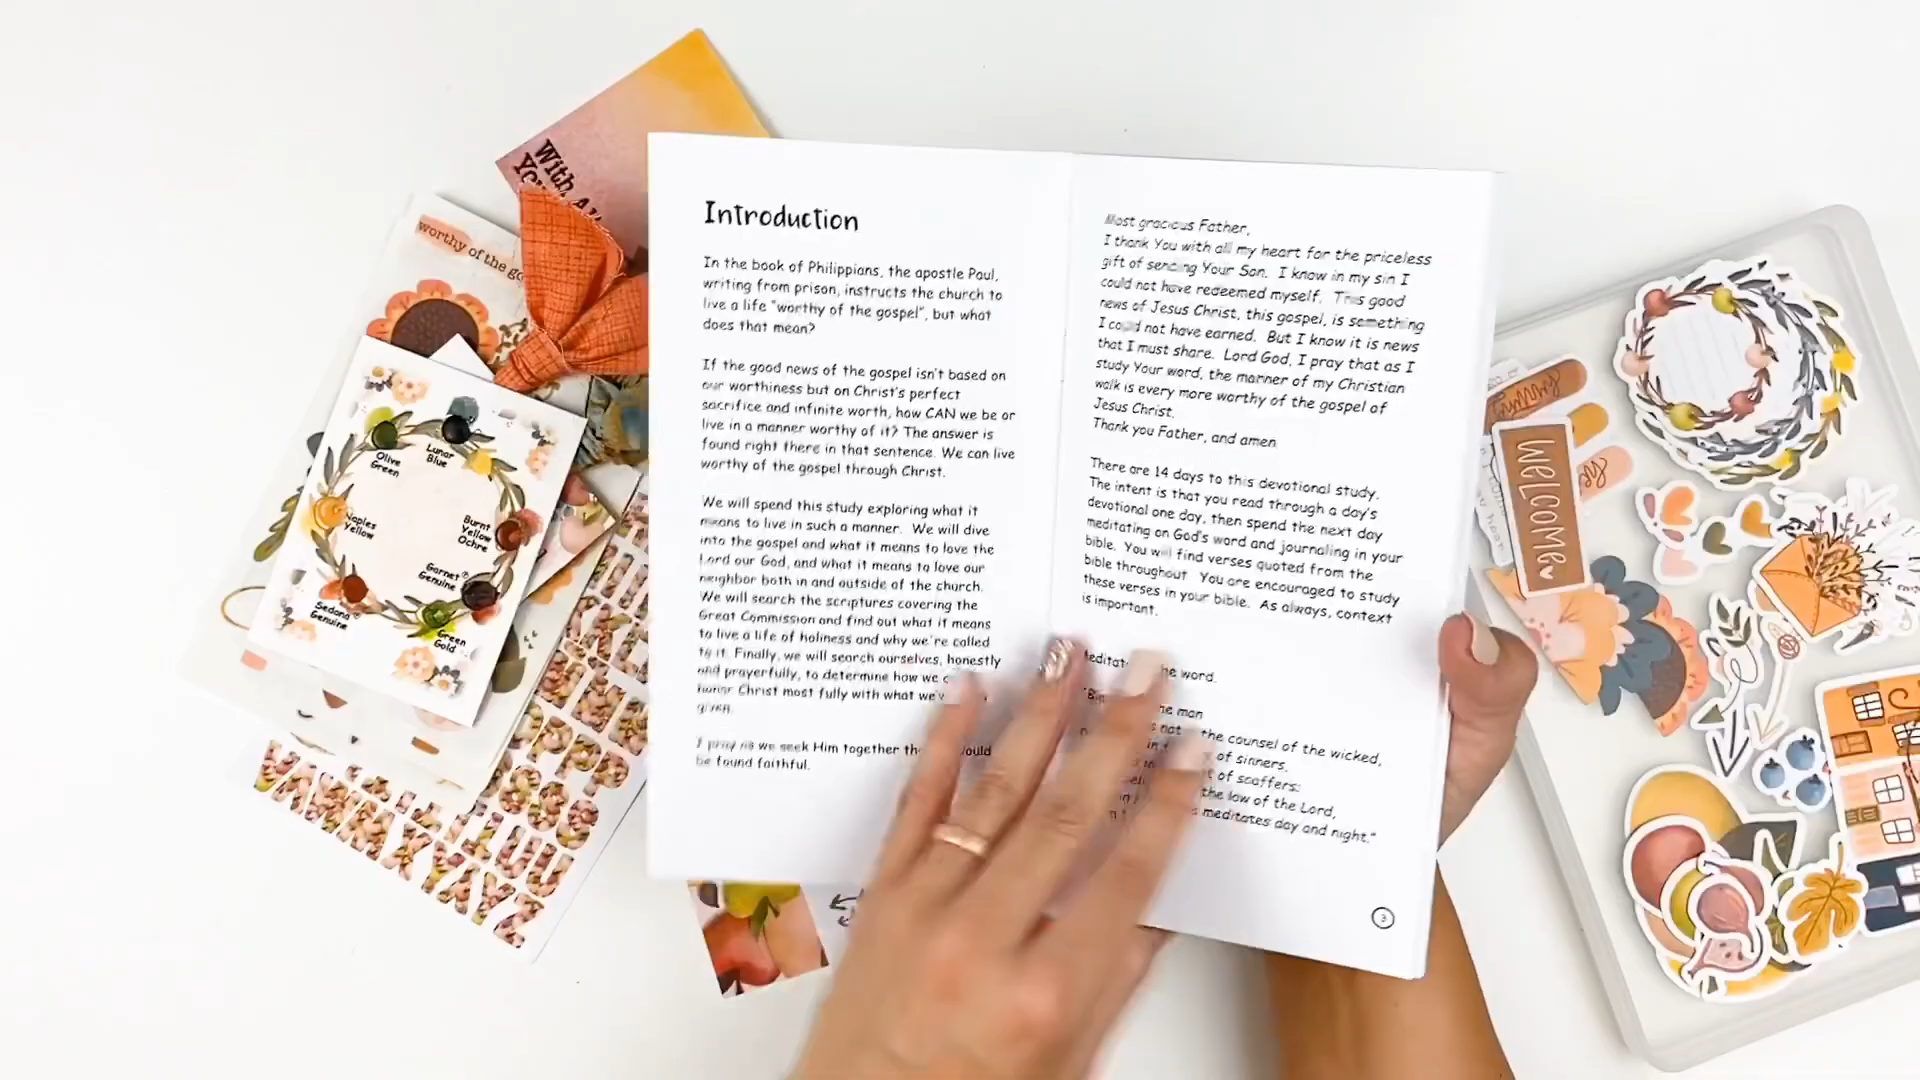 With
worthy of the go
Olive
Green
Lunar
Blue
Naples
Yellow
Burnt
Yellow
Ochre
Garnet
Genuine
Sedona
Genuine
Green
Gold
Introduction
In the book of Philippians, the apostle Paul,
writing from prison, instructs the church to
live a life "worthy of the gospel", but what
does that mean?
If the good news of the gospel isn't based on
our worthiness but on Christ's perfect
sacrifice and infinite worth, how CAN we be or
live in a manner worthy of it? The answer is
found right there in that sentence. We can live
worthy of the gospel through Christ.
We will spend this study exploring what it
means to live in such a manner. We will dive
into the gospel and what it means to love the
Lord our God, and what it means to love our
neighbor both in and outside of the church.
We will search the scriptures covering the
Great Commission and find out what it means
to live a life of holiness and why we're called
to it. Finally, we will search ourselves, honestly
and prayerfully, to determine how we c
honor Christ most fully with what we'v
given.
I pray as we seek Him together th ould
be found faithful.
Most gracious Father,
I thank You with all my heart for the priceless
gift of sending Your Son. I know in my sin I
could not have redeemed myself. This good
news of Jesus Christ, this gospel, is something
I could not have earned. But I know it is news
that I must share. Lord God, I pray that as I
study Your word, the manner of my Christian
walk is every more worthy of the gospel of
Jesus Christ.
Thank you Father, and amen.
There are 14 days to this devotional study.
The intent is that you read through a day's
devotional one day, then spend the next day
meditating on God's word and journaling in your
bible. You will find verses quoted from the
bible throughout. You are encouraged to study
these verses in your bible. As always, context
is important.
he word.
he man
not the counsel of the wicked,
of sinners,
t of scoffers;
the law of the Lord,
s meditates day and night."
3
welcome